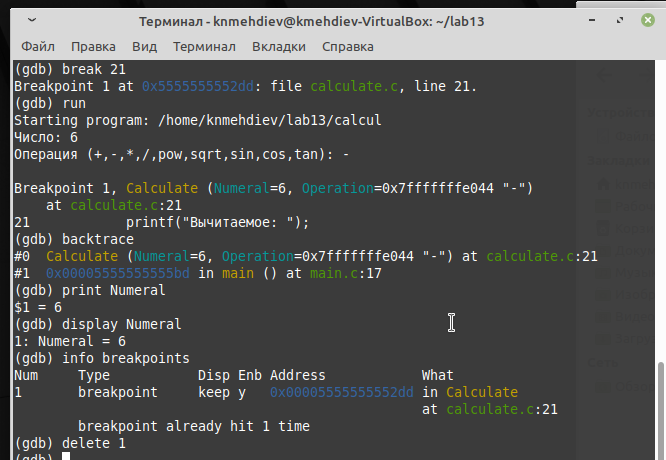 Терминал - knmehdiev@kmehdiev-VirtualBox: ~/lab13
Файл Правка Вид Терминал Вкладки Справка
(gdb) break 21
Breakpoint 1 at 0x5555555552dd: file calculate.c, line 21.
(gdb) run
Starting program: /home/knmehdiev/lab13/calcul
Число: 6
Операция (+,-,*,/,pow,sqrt,sin,cos,tan): -
Breakpoint 1, Calculate (Numeral=6, Operation=0x7fffffffe044 "-")
at calculate.c:21
21 printf("Вычитаемое: ");
(gdb) backtrace
#0 Calculate (Numeral=6, Operation=0x7fffffffe044 "-") at calculate.c:21
#1 0x00005555555555bd in main () at main.c:17
(gdb) print Numeral
$1 = 6
(gdb) display Numeral
1: Numeral = 6
(gdb) info breakpoints
Num Type Disp Enb Address What
1 breakpoint keep y 0x00005555555552dd in Calculate
at calculate.c:21
breakpoint already hit 1 time
(gdb) delete 1
(gdb)